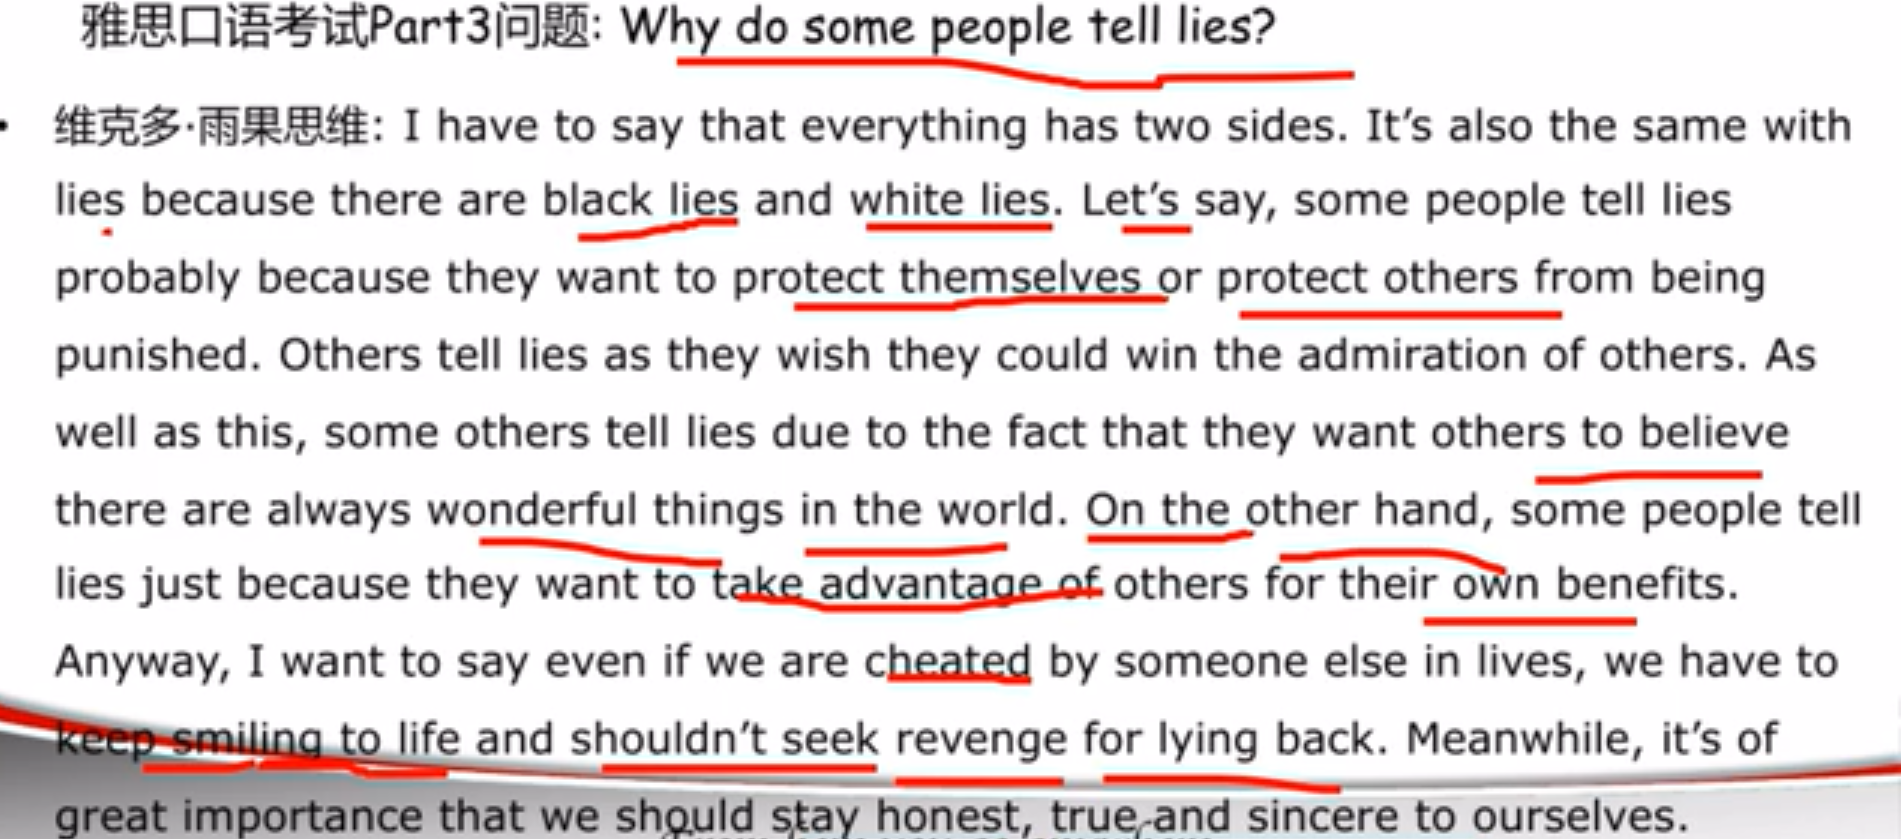 雅思口语考试Part3问题: Why do some people tell lies?
• 维克多·雨果思维: I have to say that everything has two sides. It’s also the same with
lies because there are black lies and white lies. Let’s say, some people tell lies
probably because they want to protect themselves or protect others from being
punished. Others tell lies as they wish they could win the admiration of others. As
well as this, some others tell lies due to the fact that they want others to believe
there are always wonderful things in the world. On the other hand, some people tell
lies just because they want to take advantage of others for their own benefits.
Anyway, I want to say even if we are cheated by someone else in lives, we have to
keep smiling to life and shouldn’t seek revenge for lying back. Meanwhile, it’s of
great importance that we should stay honest, true and sincere to ourselves.